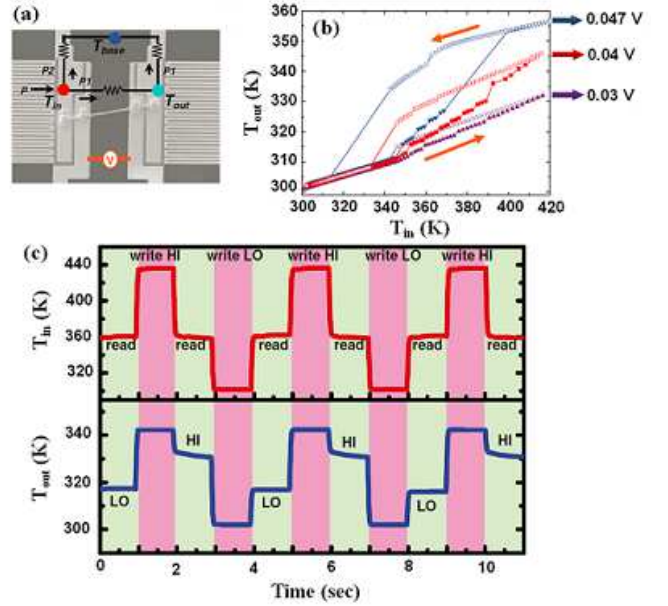 (a)
T_base
P2
P1
P1
P
T_in
T_out
V
(b)
T_out (K)
360
350
340
330
320
310
300
300 320 340 360 380 400 420
T_in (K)
0.047 V
0.04 V
0.03 V
(c)
write HI write LO write HI write LO write HI
T_in (K)
440
400
360
320
read read read read read read
T_out (K)
340
320
300
LO HI LO HI LO HI
0 2 4 6 8 10
Time (sec)